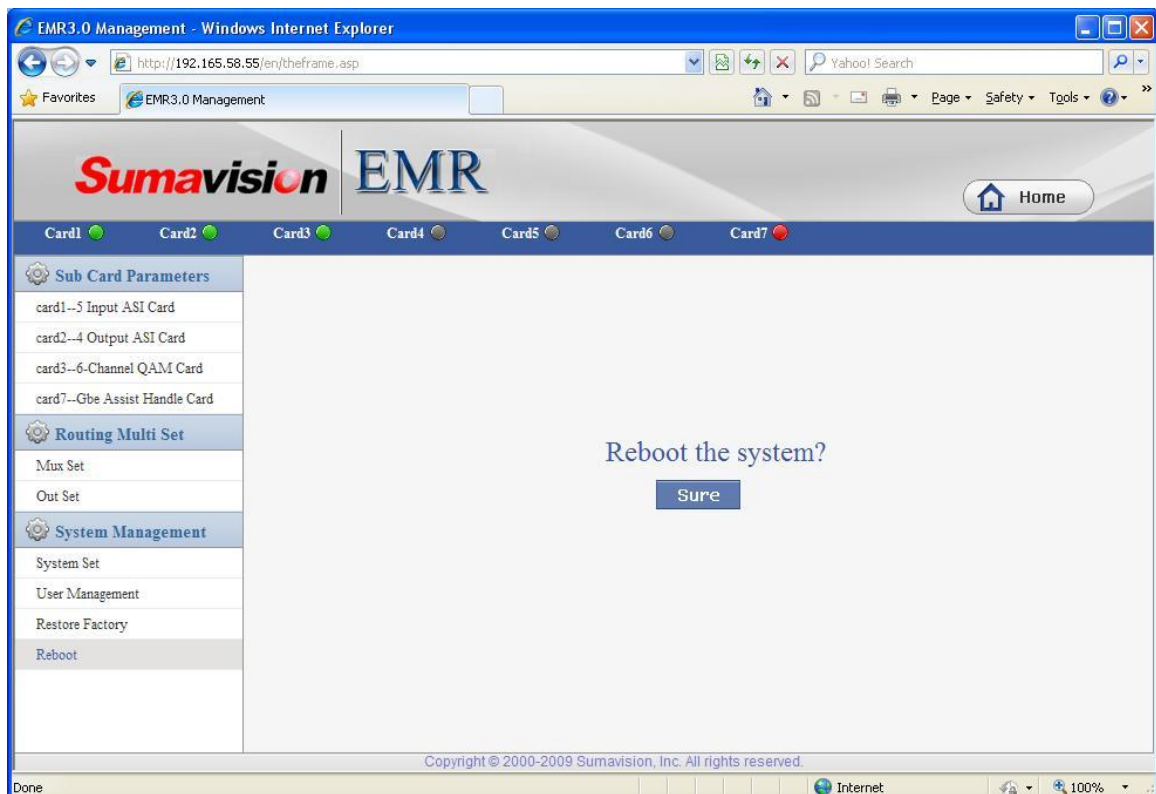 EMR3.0 Management - Windows Internet Explorer
http://192.165.58.55/en/theframe.asp
Yahoo! Search
Favorites
EMR3.0 Management
Page
Safety
Tools
»
Sumavision EMR
Home
Card1 Card2 Card3 Card4 Card5 Card6 Card7
Sub Card Parameters
card1--5 Input ASI Card
card2--4 Output ASI Card
card3--6-Channel QAM Card
card7--Gbe Assist Handle Card
Routing Multi Set
Mux Set
Out Set
System Management
System Set
User Management
Restore Factory
Reboot
Reboot the system?
Sure
Copyright © 2000-2009 Sumavision, Inc. All rights reserved.
Done
Internet
100%